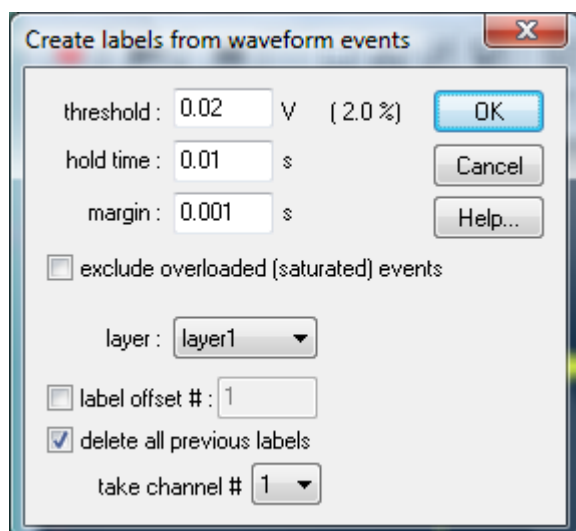 Create labels from waveform events
threshold : 0.02 V ( 2.0 %) OK
hold time : 0.01 s Cancel
margin : 0.001 s Help...
exclude overloaded (saturated) events
layer : layer1
label offset # : 1
delete all previous labels
take channel # 1